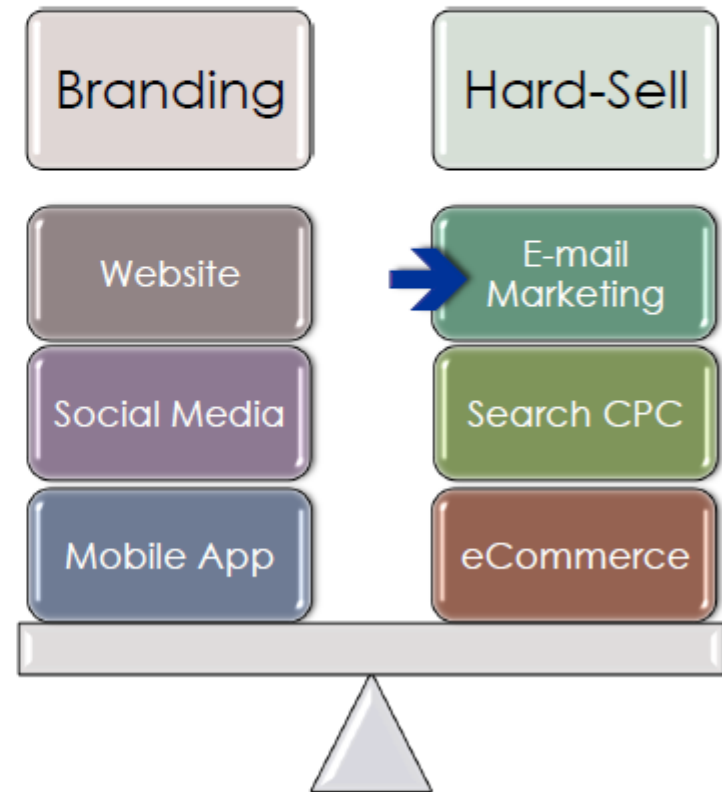 Branding
Hard-Sell
Website
E-mail
Marketing
Social Media
Search CPC
Mobile App
eCommerce